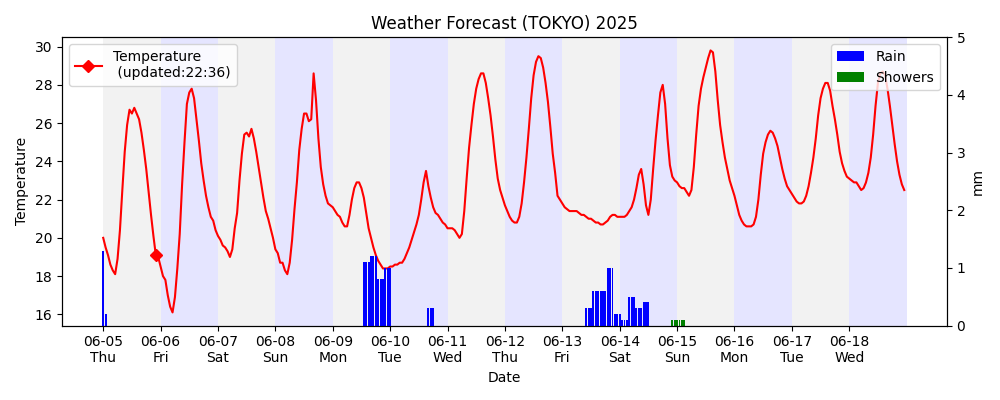 Weather Forecast (TOKYO) 2025
Temperature
(updated:22:36)
Rain
Showers
30
28
26
24
22
20
18
16
Temperature
5
4
3
2
1
0
mm
06-05 06-06 06-07 06-08 06-09 06-10 06-11 06-12 06-13 06-14 06-15 06-16 06-17 06-18
Thu Fri Sat Sun Mon Tue Wed Thu Fri Sat Sun Mon Tue Wed
Date